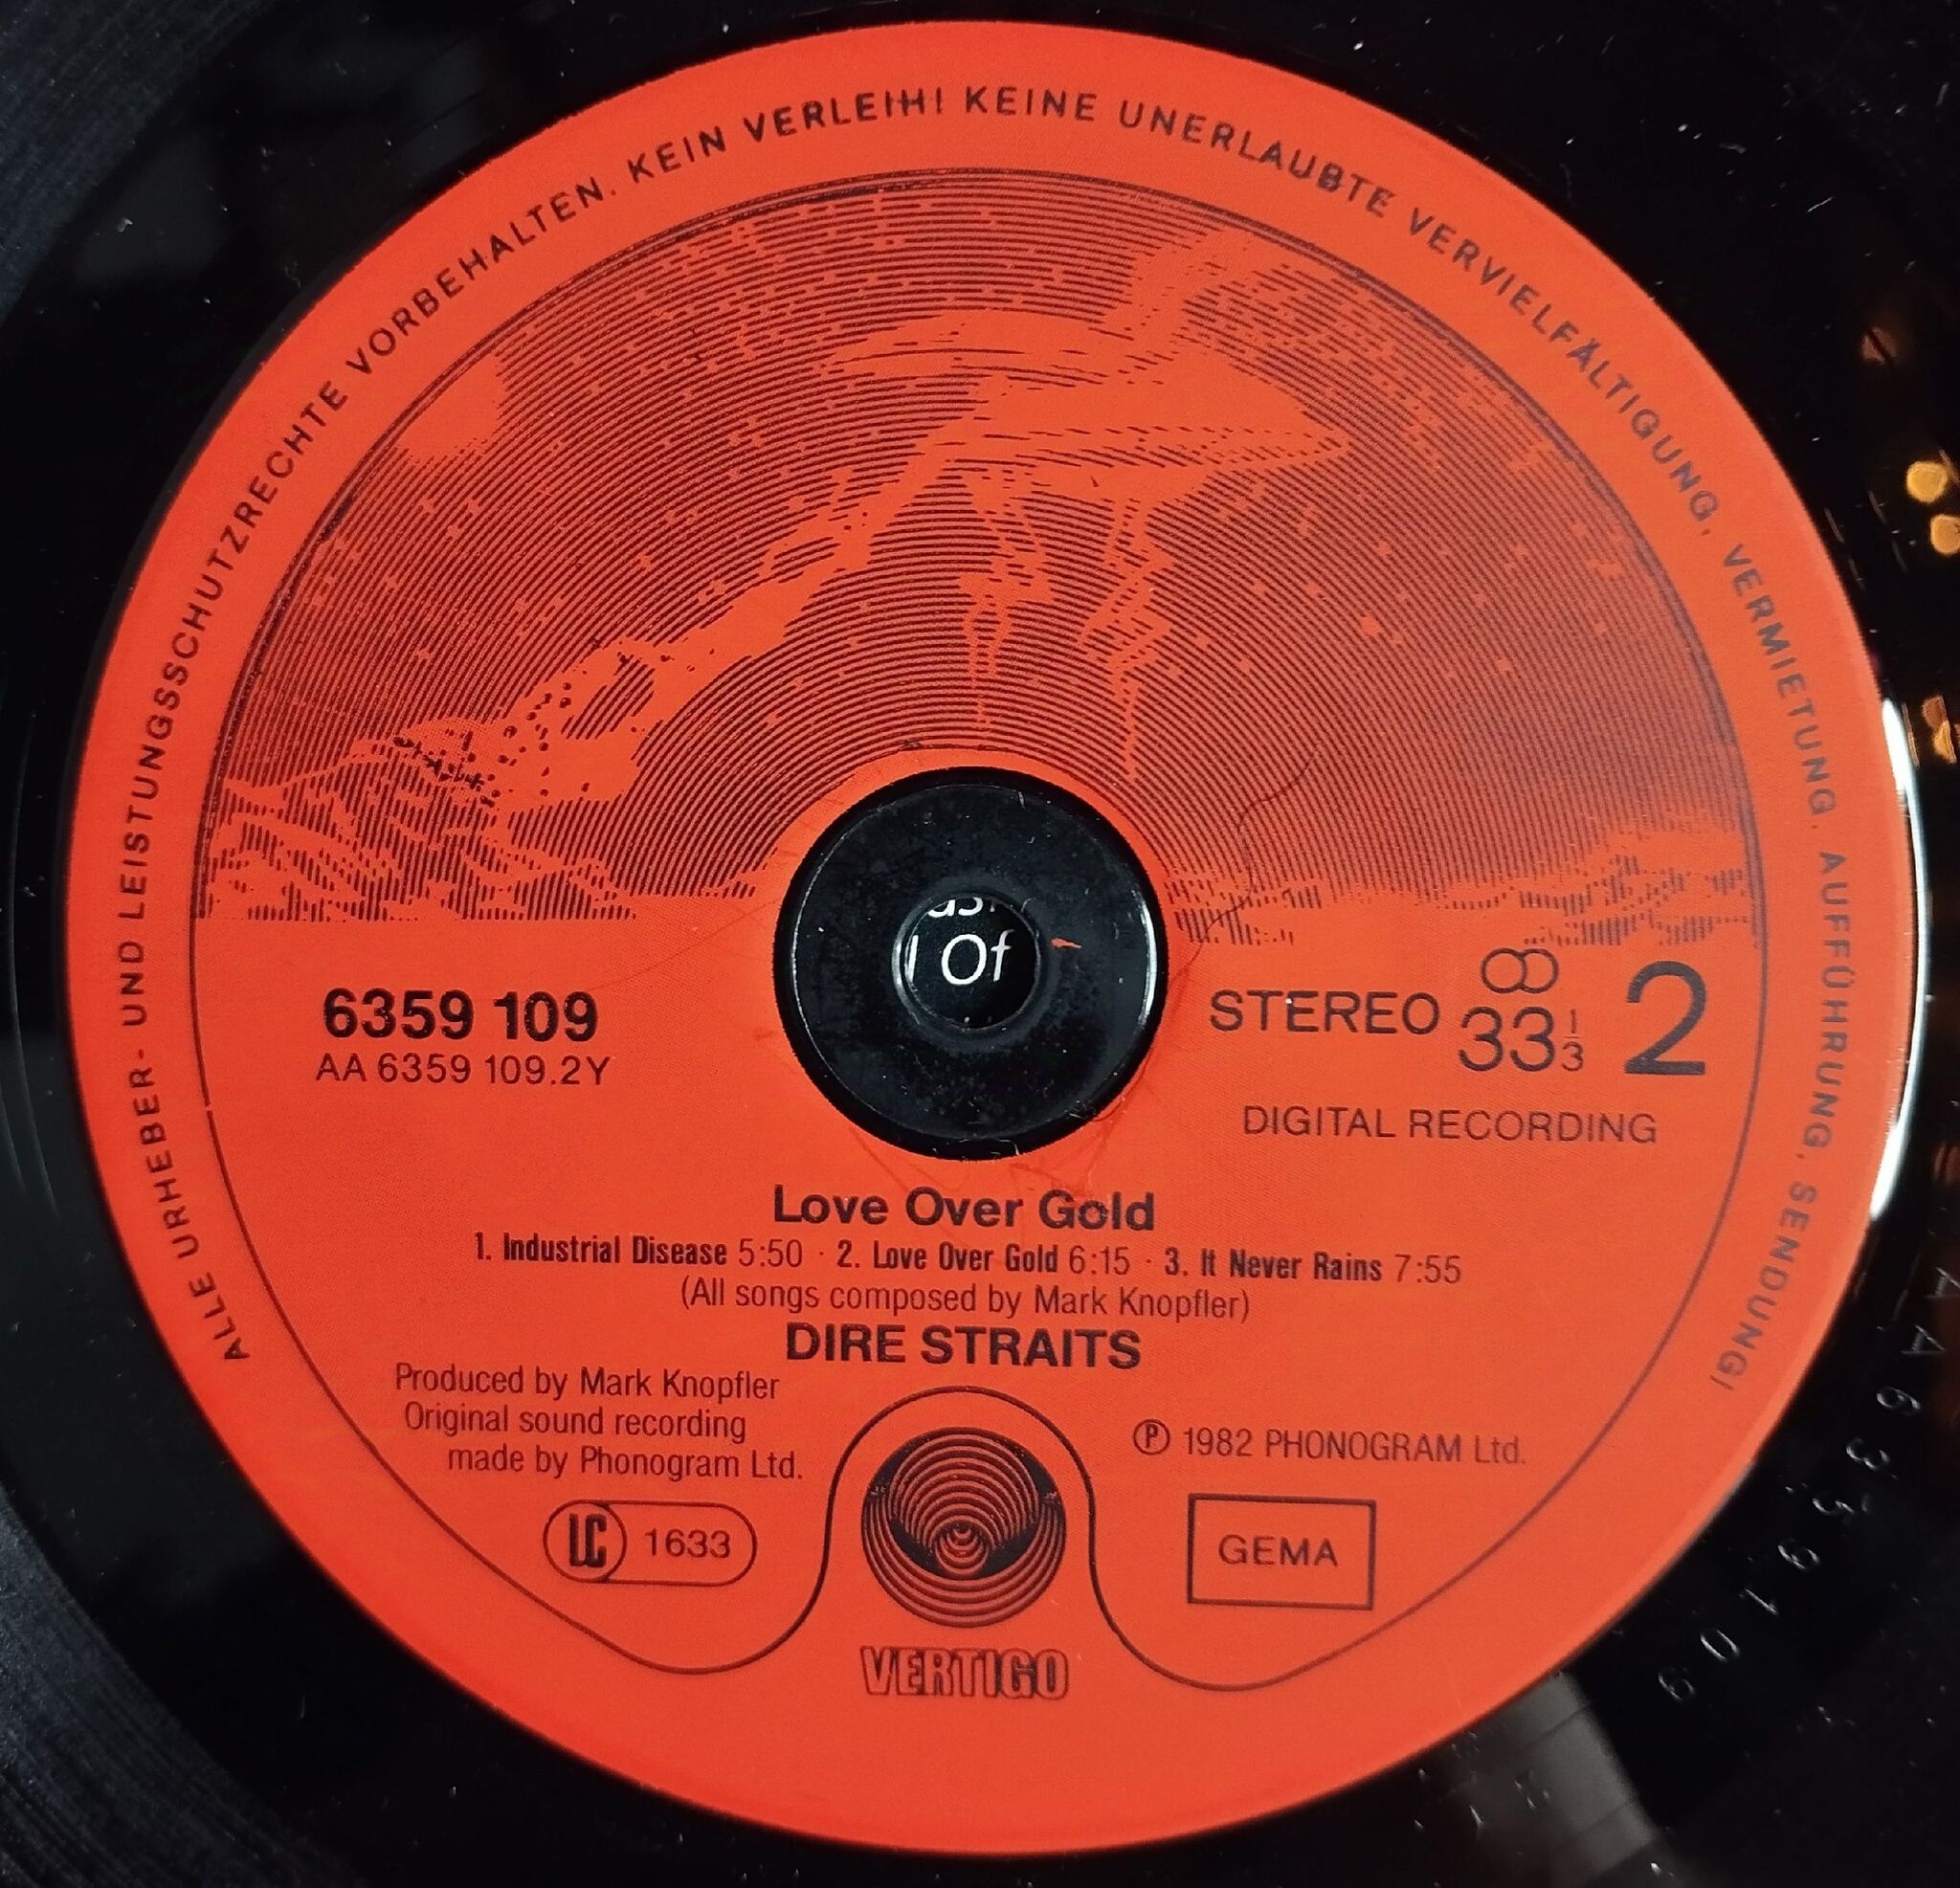 ALLE URHEBER- UND LEISTUNGSSCHUTZRECHTE VORBEHALTEN. KEIN VERLEIH! KEINE UNERLAUBTE VERVIELFÄLTIGUNG, VERMIETUNG, AUFFÜHRUNG, SENDUNG!
Of
6359 109
AA 6359 109.2Y
STEREO 33 1/3 2
DIGITAL RECORDING
Love Over Gold
1. Industrial Disease 5:50 · 2. Love Over Gold 6:15 · 3. It Never Rains 7:55
(All songs composed by Mark Knopfler)
DIRE STRAITS
Produced by Mark Knopfler
Original sound recording
made by Phonogram Ltd.
℗ 1982 PHONOGRAM Ltd.
LC 1633
GEMA
VERTIGO
6359109